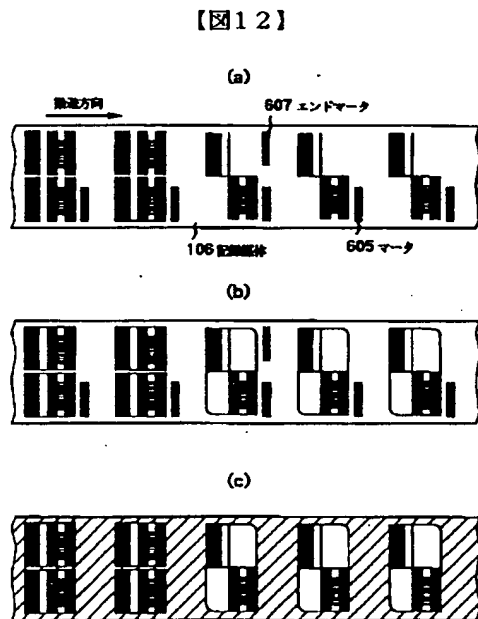 【図１２】
(a)
搬送方向
607 エンドマーク
106 記録媒体
605 マーク
(b)
(c)